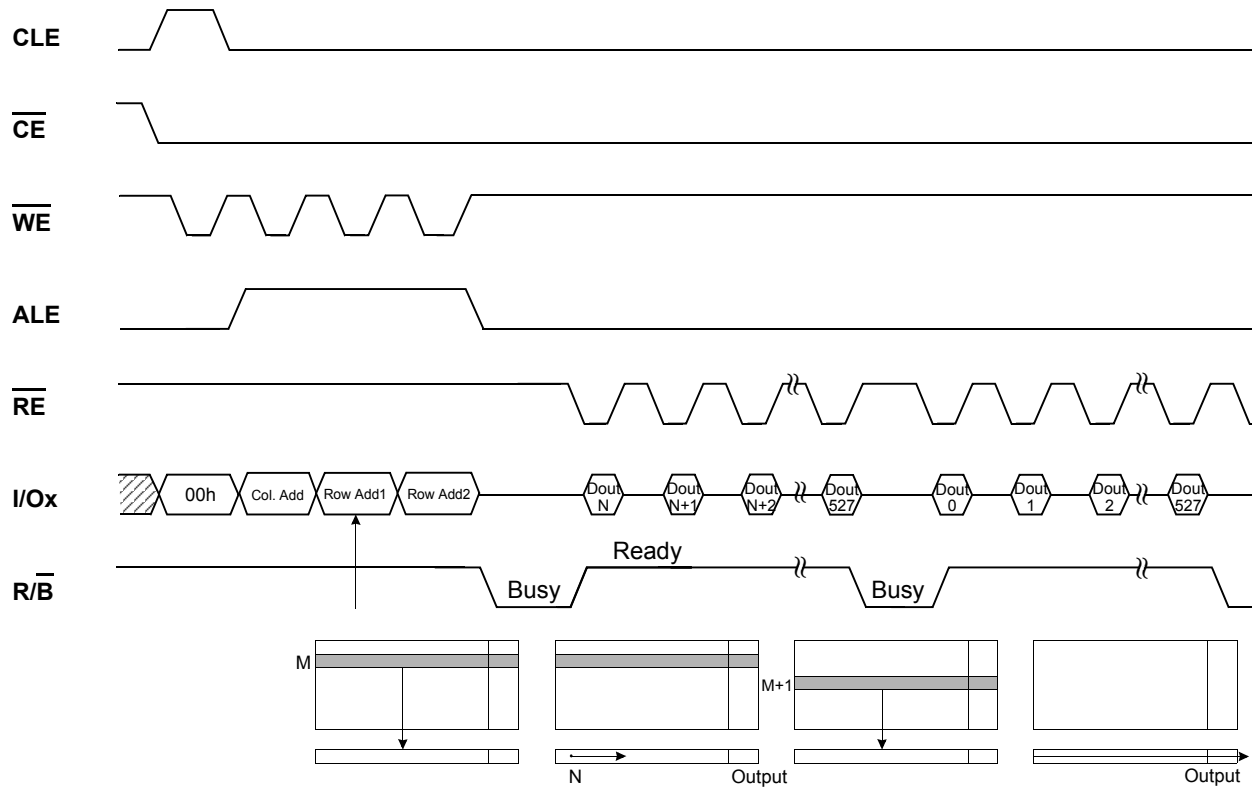 CLE
CE
WE
ALE
RE
I/Ox
00h
Col. Add
Row Add1
Row Add2
Dout
N
Dout
N+1
Dout
N+2
Dout
527
Dout
0
Dout
1
Dout
2
Dout
527
R/B
Busy
Ready
Busy
M
M+1
N
Output
Output